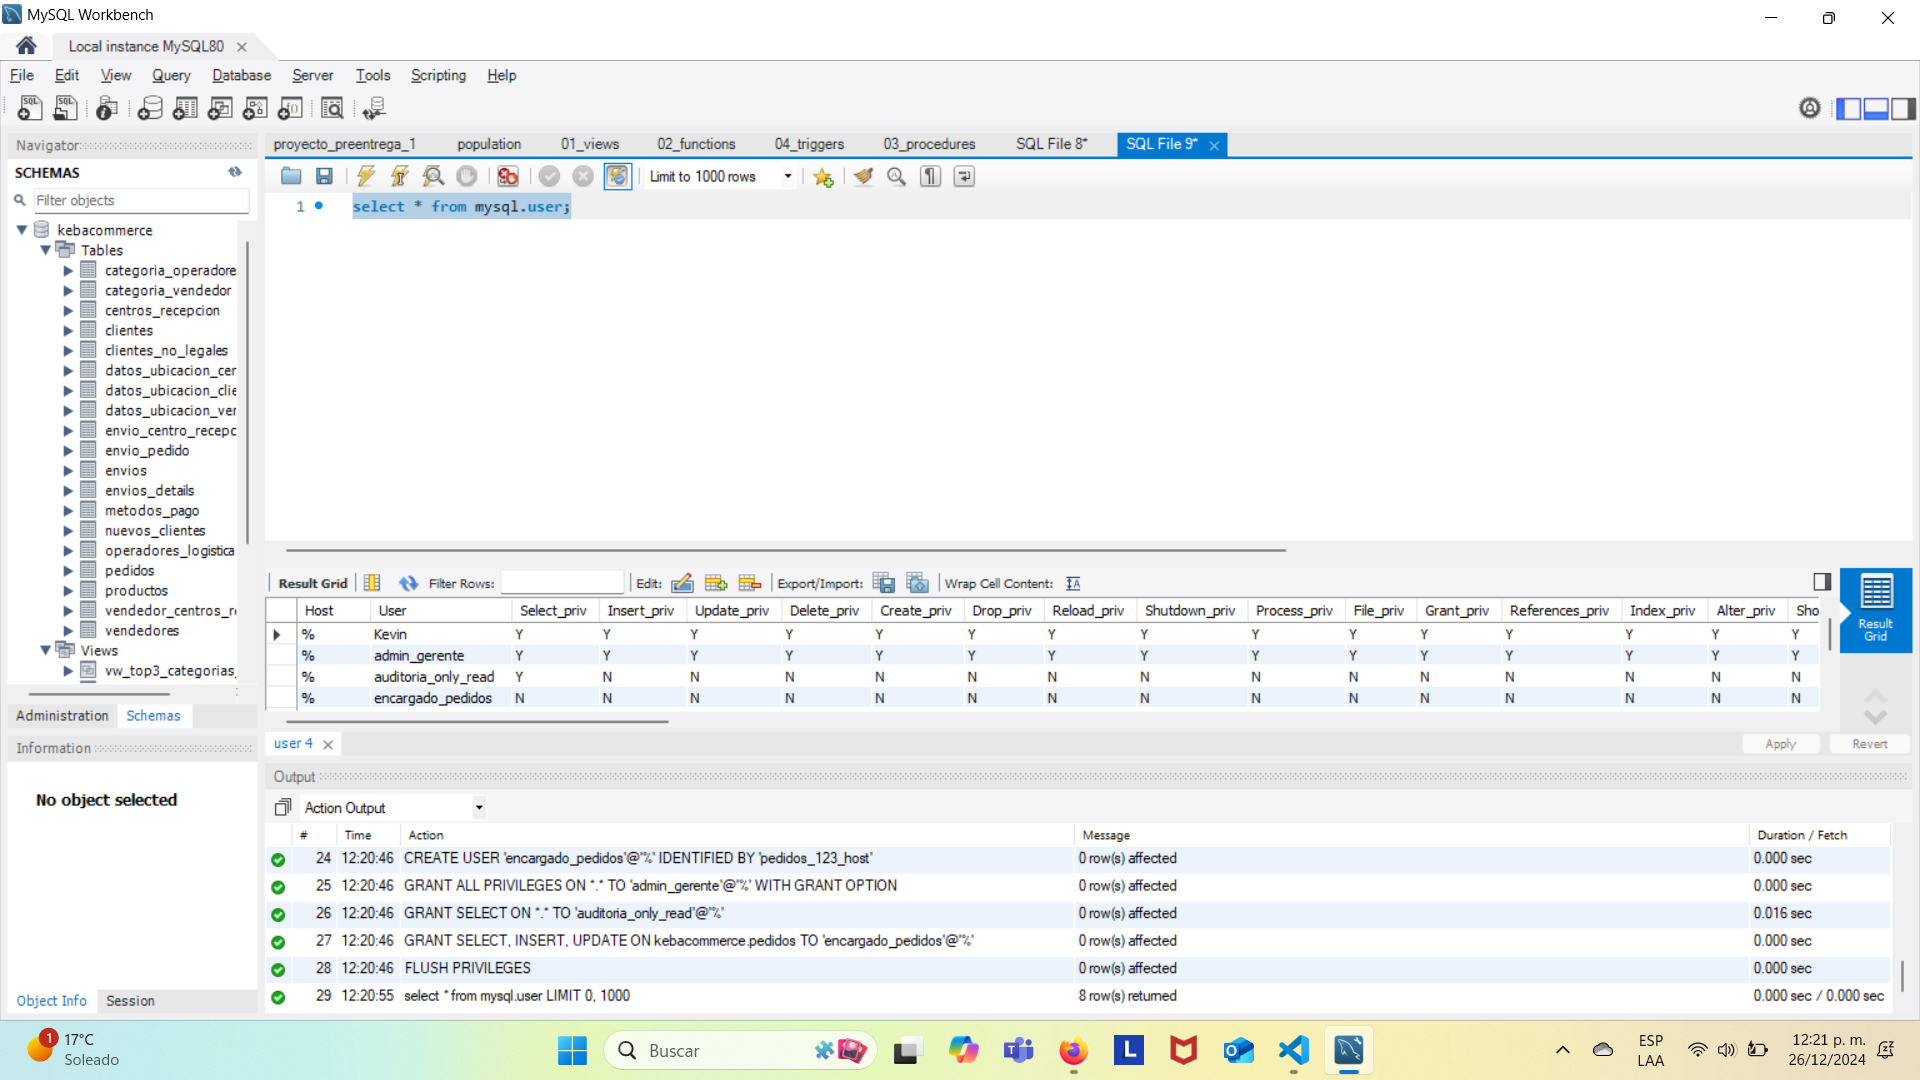 MySQL Workbench
Local instance MySQL80
File Edit View Query Database Server Tools Scripting Help
Navigator
SCHEMAS
Filter objects
kebacommerce
Tables
categoria_operadore
categoria_vendedor
centros_recepcion
clientes
clientes_no_legales
datos_ubicacion_cer
datos_ubicacion_clie
datos_ubicacion_ver
envio_centro_recepc
envio_pedido
envios
envios_details
metodos_pago
nuevos_clientes
operadores_logistica
pedidos
productos
vendedor_centros_re
vendedores
Views
vw_top3_categorias_
Administration Schemas
Information
No object selected
Object Info Session
proyecto_preentrega_1 population 01_views 02_functions 04_triggers 03_procedures SQL File 8* SQL File 9*
Limit to 1000 rows
1 select * from mysql.user;
Result Grid Filter Rows: Edit: Export/Import: Wrap Cell Content:
Host User Select_priv Insert_priv Update_priv Delete_priv Create_priv Drop_priv Reload_priv Shutdown_priv Process_priv File_priv Grant_priv References_priv Index_priv Alter_priv Sho
% Kevin Y Y Y Y Y Y Y Y Y Y Y Y Y Y Y
% admin_gerente Y Y Y Y Y Y Y Y Y Y Y Y Y Y Y
% auditoria_only_read Y N N N N N N N N N N N N N N
% encargado_pedidos N N N N N N N N N N N N N N N
Result
Grid
user 4
Apply Revert
Output
Action Output
# Time Action Message Duration / Fetch
24 12:20:46 CREATE USER 'encargado_pedidos'@'%' IDENTIFIED BY 'pedidos_123_host' 0 row(s) affected 0.000 sec
25 12:20:46 GRANT ALL PRIVILEGES ON *.* TO 'admin_gerente'@'%' WITH GRANT OPTION 0 row(s) affected 0.000 sec
26 12:20:46 GRANT SELECT ON *.* TO 'auditoria_only_read'@'%' 0 row(s) affected 0.016 sec
27 12:20:46 GRANT SELECT, INSERT, UPDATE ON kebacommerce.pedidos TO 'encargado_pedidos'@'%' 0 row(s) affected 0.000 sec
28 12:20:46 FLUSH PRIVILEGES 0 row(s) affected 0.000 sec
29 12:20:55 select * from mysql.user LIMIT 0, 1000 8 row(s) returned 0.000 sec / 0.000 sec
1
17°C
Soleado
Buscar
L
ESP
LAA
12:21 p. m.
26/12/2024